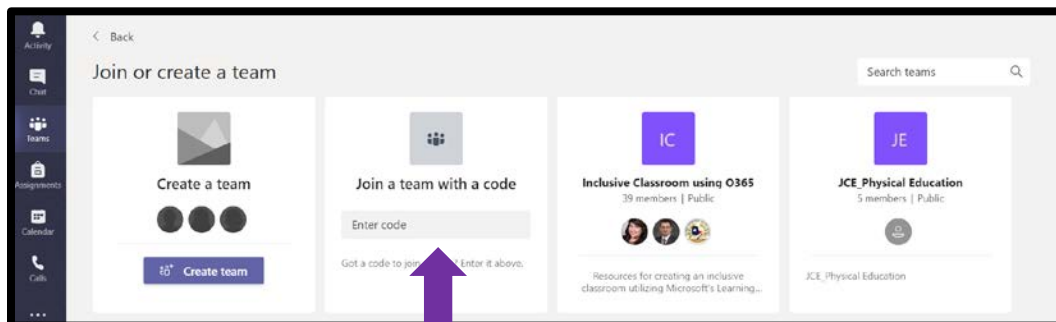 Activity
Chat
Teams
Assignments
Calendar
Calls
...
< Back
Join or create a team
Search teams
Create a team
Create team
Join a team with a code
Enter code
Got a code to join Enter it above.
IC
Inclusive Classroom using O365
39 members | Public
Resources for creating an inclusive
classroom utilizing Microsoft's Learning...
JE
JCE_Physical Education
5 members | Public
JCE_Physical Education